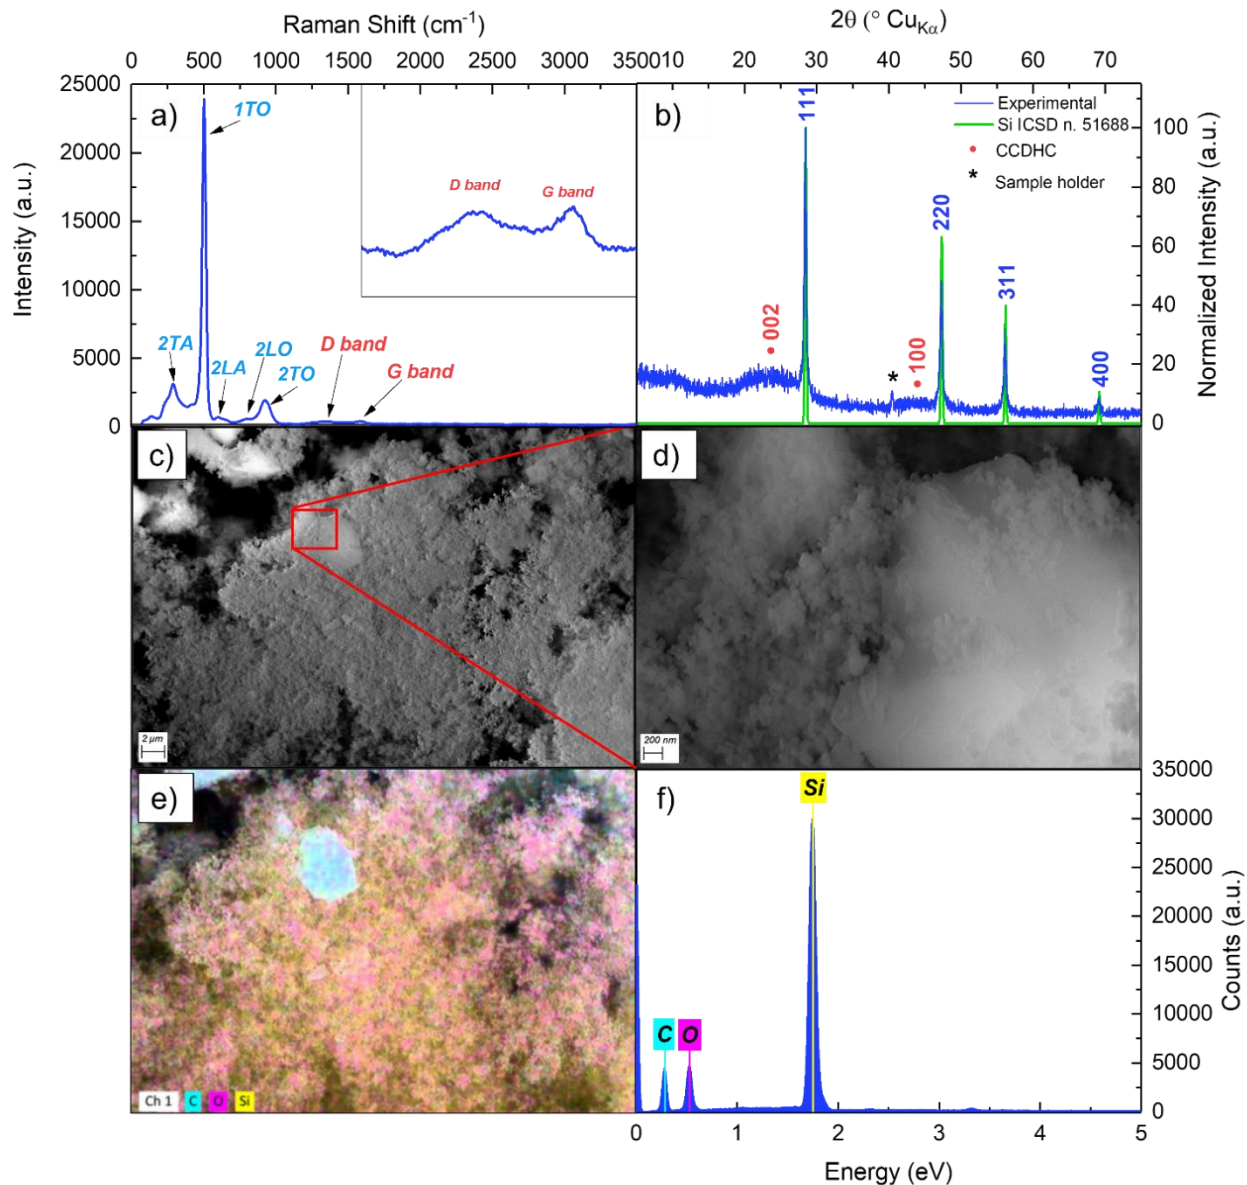 Raman Shift (cm⁻¹)
2θ (° Cu_Kα)
0 500 1000 1500 2000 2500 3000 3500
10 20 30 40 50 60 70
Intensity (a.u.)
25000
20000
15000
10000
5000
0
a)
1TO
2TA
2LA
2LO
2TO
D band
G band
D band
G band
b)
111
220
311
400
002
100
*
Experimental
Si ICSD n. 51688
CCDHC
* Sample holder
Normalized Intensity (a.u.)
100
80
60
40
20
0
c)
2 µm
d)
200 nm
e)
Ch 1 C O Si
f)
C
O
Si
35000
30000
25000
20000
15000
10000
5000
0
Counts (a.u.)
0 1 2 3 4 5
Energy (eV)